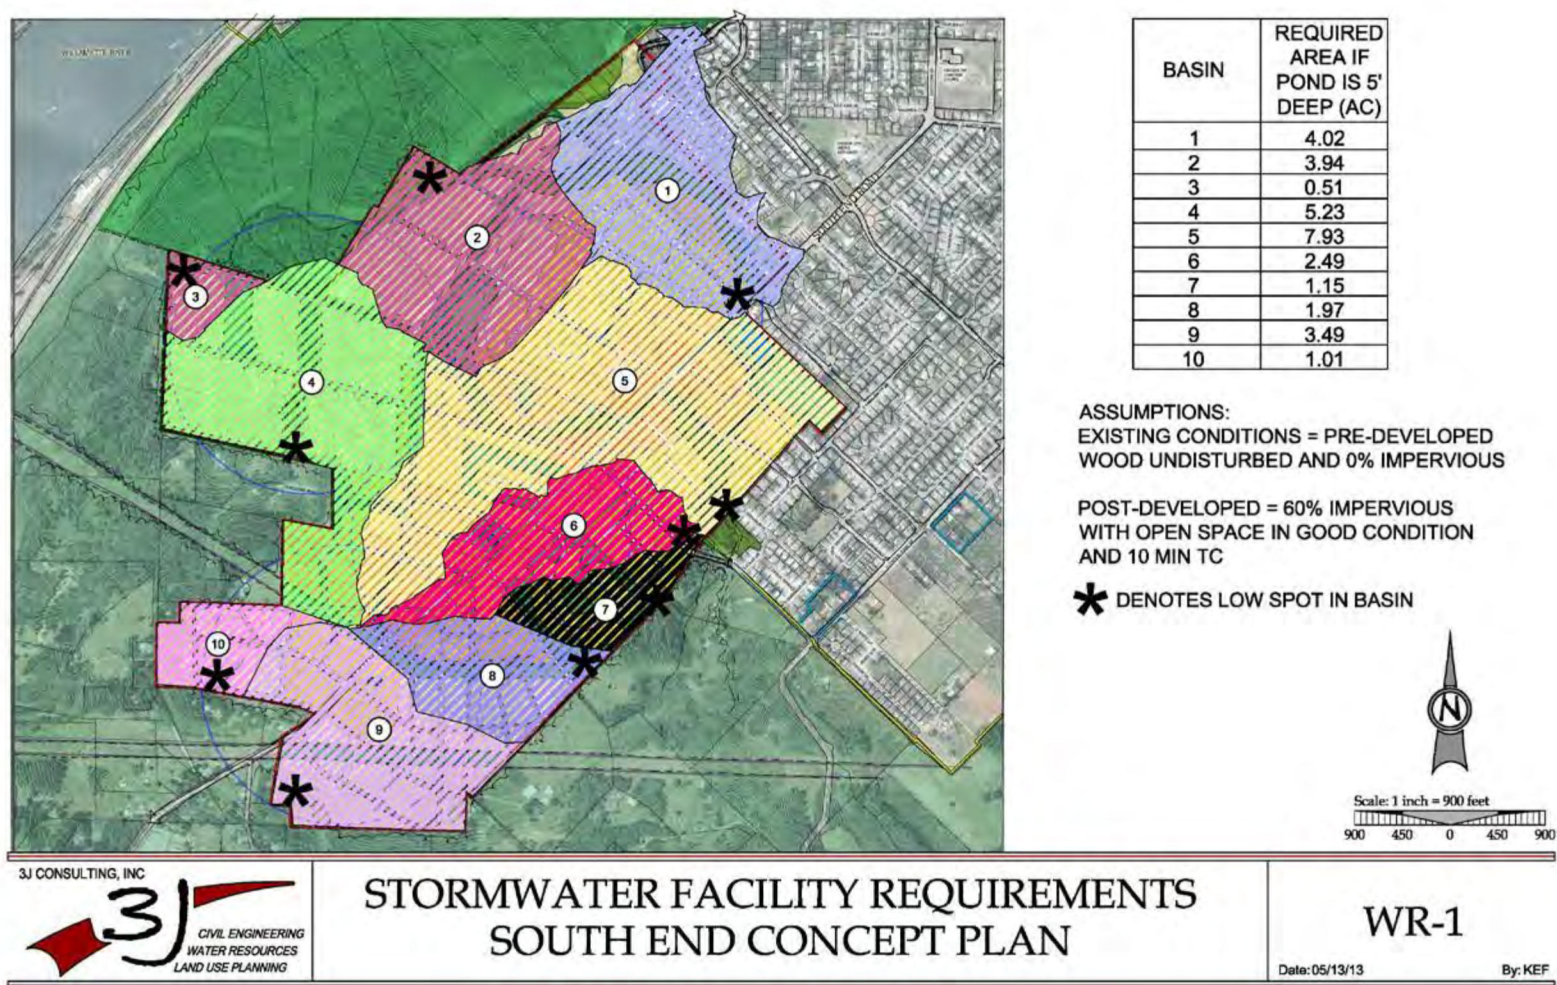 WILLAMETTE RIVER
1
2
3
4
5
6
7
8
9
10
BASIN
REQUIRED
AREA IF
POND IS 5'
DEEP (AC)
1 4.02
2 3.94
3 0.51
4 5.23
5 7.93
6 2.49
7 1.15
8 1.97
9 3.49
10 1.01
ASSUMPTIONS:
EXISTING CONDITIONS = PRE-DEVELOPED
WOOD UNDISTURBED AND 0% IMPERVIOUS
POST-DEVELOPED = 60% IMPERVIOUS
WITH OPEN SPACE IN GOOD CONDITION
AND 10 MIN TC
* DENOTES LOW SPOT IN BASIN
N
Scale: 1 inch = 900 feet
900 450 0 450 900
3J CONSULTING, INC
3J
CIVIL ENGINEERING
WATER RESOURCES
LAND USE PLANNING
STORMWATER FACILITY REQUIREMENTS
SOUTH END CONCEPT PLAN
WR-1
Date:05/13/13 By: KEF